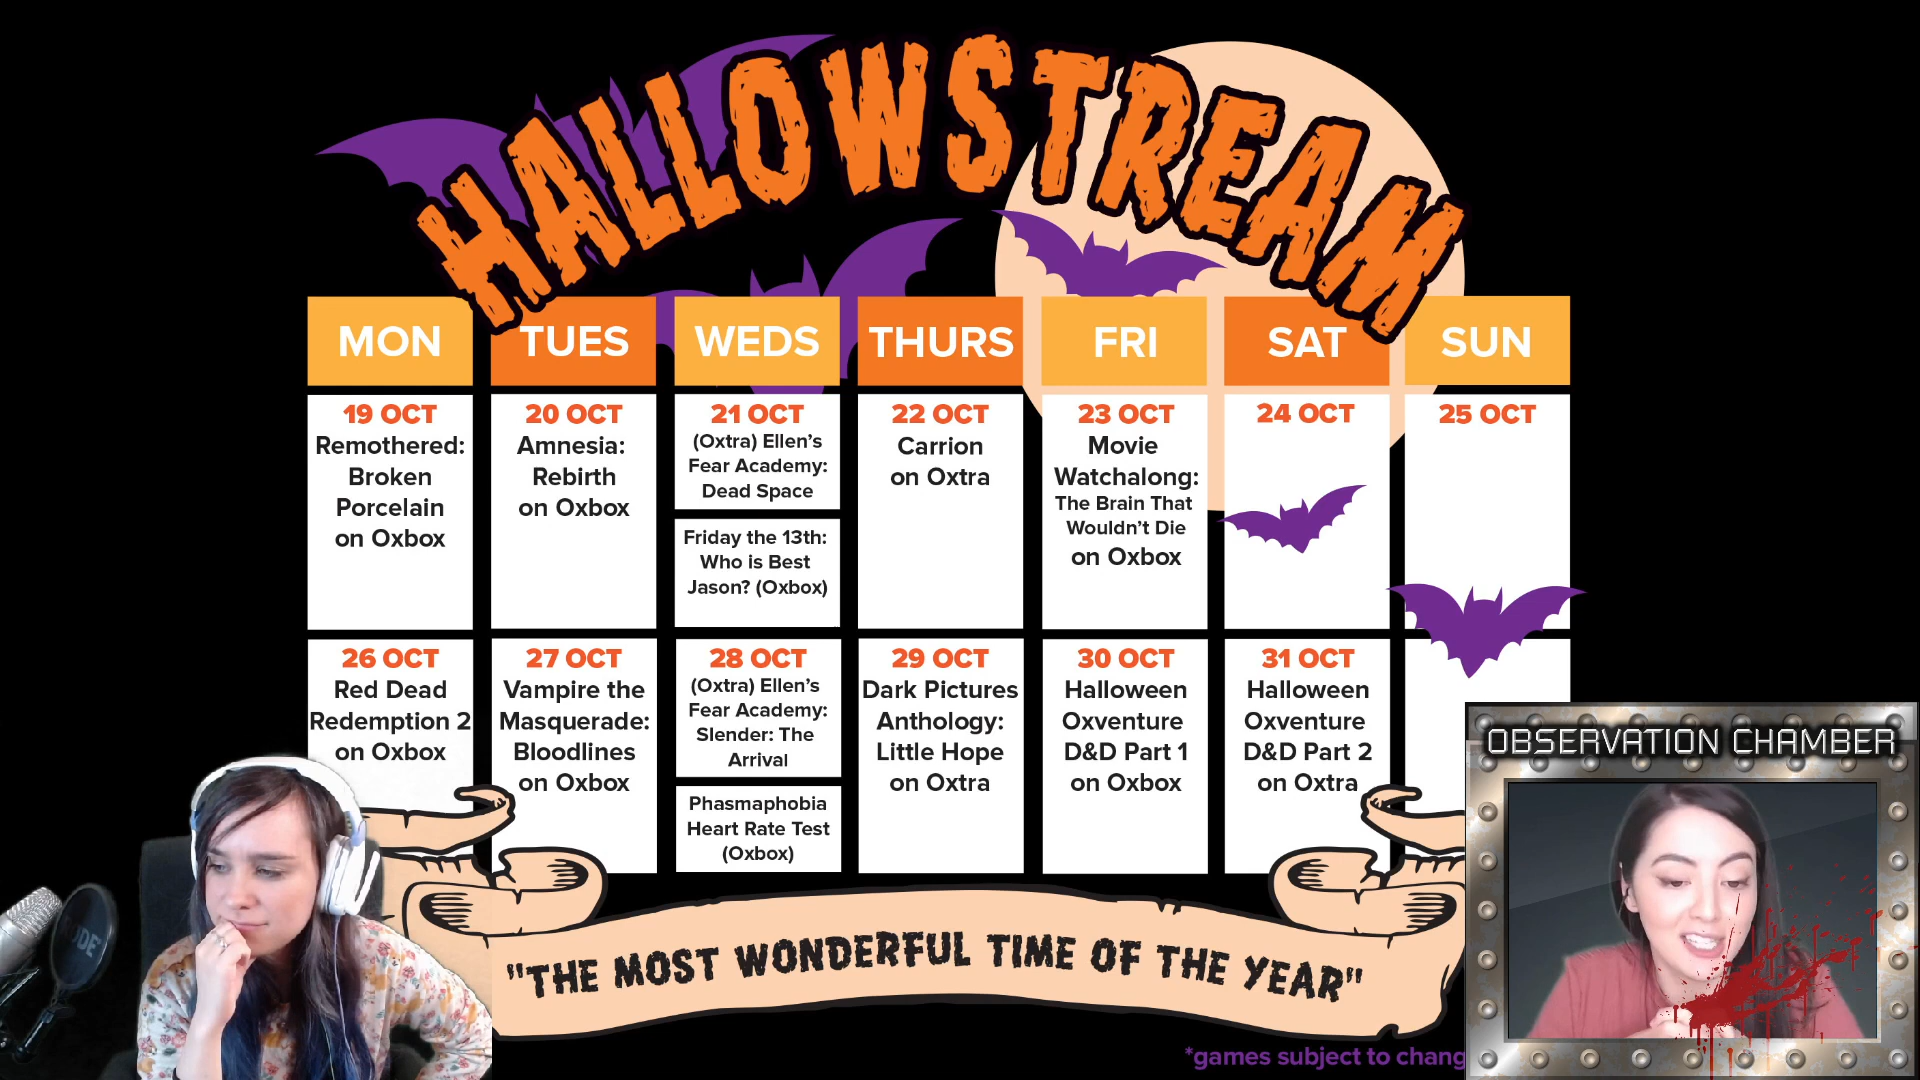 HALLOWSTREAM
MON
TUES
WEDS
THURS
FRI
SAT
SUN
19 OCT
Remothered:
Broken
Porcelain
on Oxbox
20 OCT
Amnesia:
Rebirth
on Oxbox
21 OCT
(Oxtra) Ellen's
Fear Academy:
Dead Space
Friday the 13th:
Who is Best
Jason? (Oxbox)
22 OCT
Carrion
on Oxtra
23 OCT
Movie
Watchalong:
The Brain That
Wouldn't Die
on Oxbox
24 OCT
25 OCT
26 OCT
Red Dead
Redemption 2
on Oxbox
27 OCT
Vampire the
Masquerade:
Bloodlines
on Oxbox
28 OCT
(Oxtra) Ellen's
Fear Academy:
Slender: The
Arrival
Phasmaphobia
Heart Rate Test
(Oxbox)
29 OCT
Dark Pictures
Anthology:
Little Hope
on Oxtra
30 OCT
Halloween
Oxventure
D&D Part 1
on Oxbox
31 OCT
Halloween
Oxventure
D&D Part 2
on Oxtra
OBSERVATION CHAMBER
"THE MOST WONDERFUL TIME OF THE YEAR"
*games subject to chang